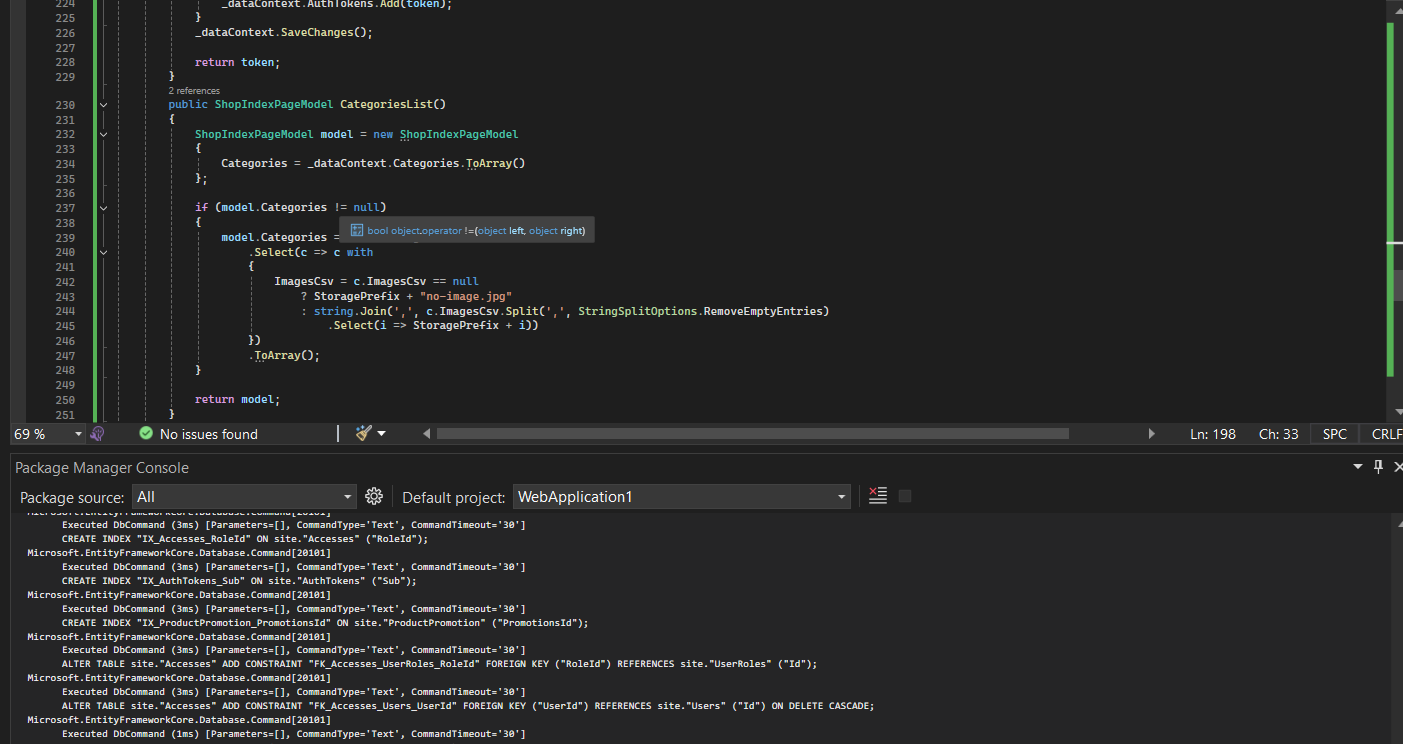 224 _dataContext.AuthTokens.Add(token);
225 }
226 _dataContext.SaveChanges();
227
228 return token;
229 }
2 references
230 public ShopIndexPageModel CategoriesList()
231 {
232 ShopIndexPageModel model = new ShopIndexPageModel
233 {
234 Categories = _dataContext.Categories.ToArray()
235 };
236
237 if (model.Categories != null)
238 {
bool object.operator !=(object left, object right)
239 model.Categories =
240 .Select(c => c with
241 {
242 ImagesCsv = c.ImagesCsv == null
243 ? StoragePrefix + "no-image.jpg"
244 : string.Join(',', c.ImagesCsv.Split(',', StringSplitOptions.RemoveEmptyEntries)
245 .Select(i => StoragePrefix + i))
246 })
247 .ToArray();
248 }
249
250 return model;
251 }
69 % No issues found Ln: 198 Ch: 33 SPC CRLF
Package Manager Console
Package source: All Default project: WebApplication1
Microsoft.EntityFrameworkCore.Database.Command[20101]
Executed DbCommand (3ms) [Parameters=[], CommandType='Text', CommandTimeout='30']
CREATE INDEX "IX_Accesses_RoleId" ON site."Accesses" ("RoleId");
Microsoft.EntityFrameworkCore.Database.Command[20101]
Executed DbCommand (3ms) [Parameters=[], CommandType='Text', CommandTimeout='30']
CREATE INDEX "IX_AuthTokens_Sub" ON site."AuthTokens" ("Sub");
Microsoft.EntityFrameworkCore.Database.Command[20101]
Executed DbCommand (3ms) [Parameters=[], CommandType='Text', CommandTimeout='30']
CREATE INDEX "IX_ProductPromotion_PromotionsId" ON site."ProductPromotion" ("PromotionsId");
Microsoft.EntityFrameworkCore.Database.Command[20101]
Executed DbCommand (3ms) [Parameters=[], CommandType='Text', CommandTimeout='30']
ALTER TABLE site."Accesses" ADD CONSTRAINT "FK_Accesses_UserRoles_RoleId" FOREIGN KEY ("RoleId") REFERENCES site."UserRoles" ("Id");
Microsoft.EntityFrameworkCore.Database.Command[20101]
Executed DbCommand (3ms) [Parameters=[], CommandType='Text', CommandTimeout='30']
ALTER TABLE site."Accesses" ADD CONSTRAINT "FK_Accesses_Users_UserId" FOREIGN KEY ("UserId") REFERENCES site."Users" ("Id") ON DELETE CASCADE;
Microsoft.EntityFrameworkCore.Database.Command[20101]
Executed DbCommand (1ms) [Parameters=[], CommandType='Text', CommandTimeout='30']